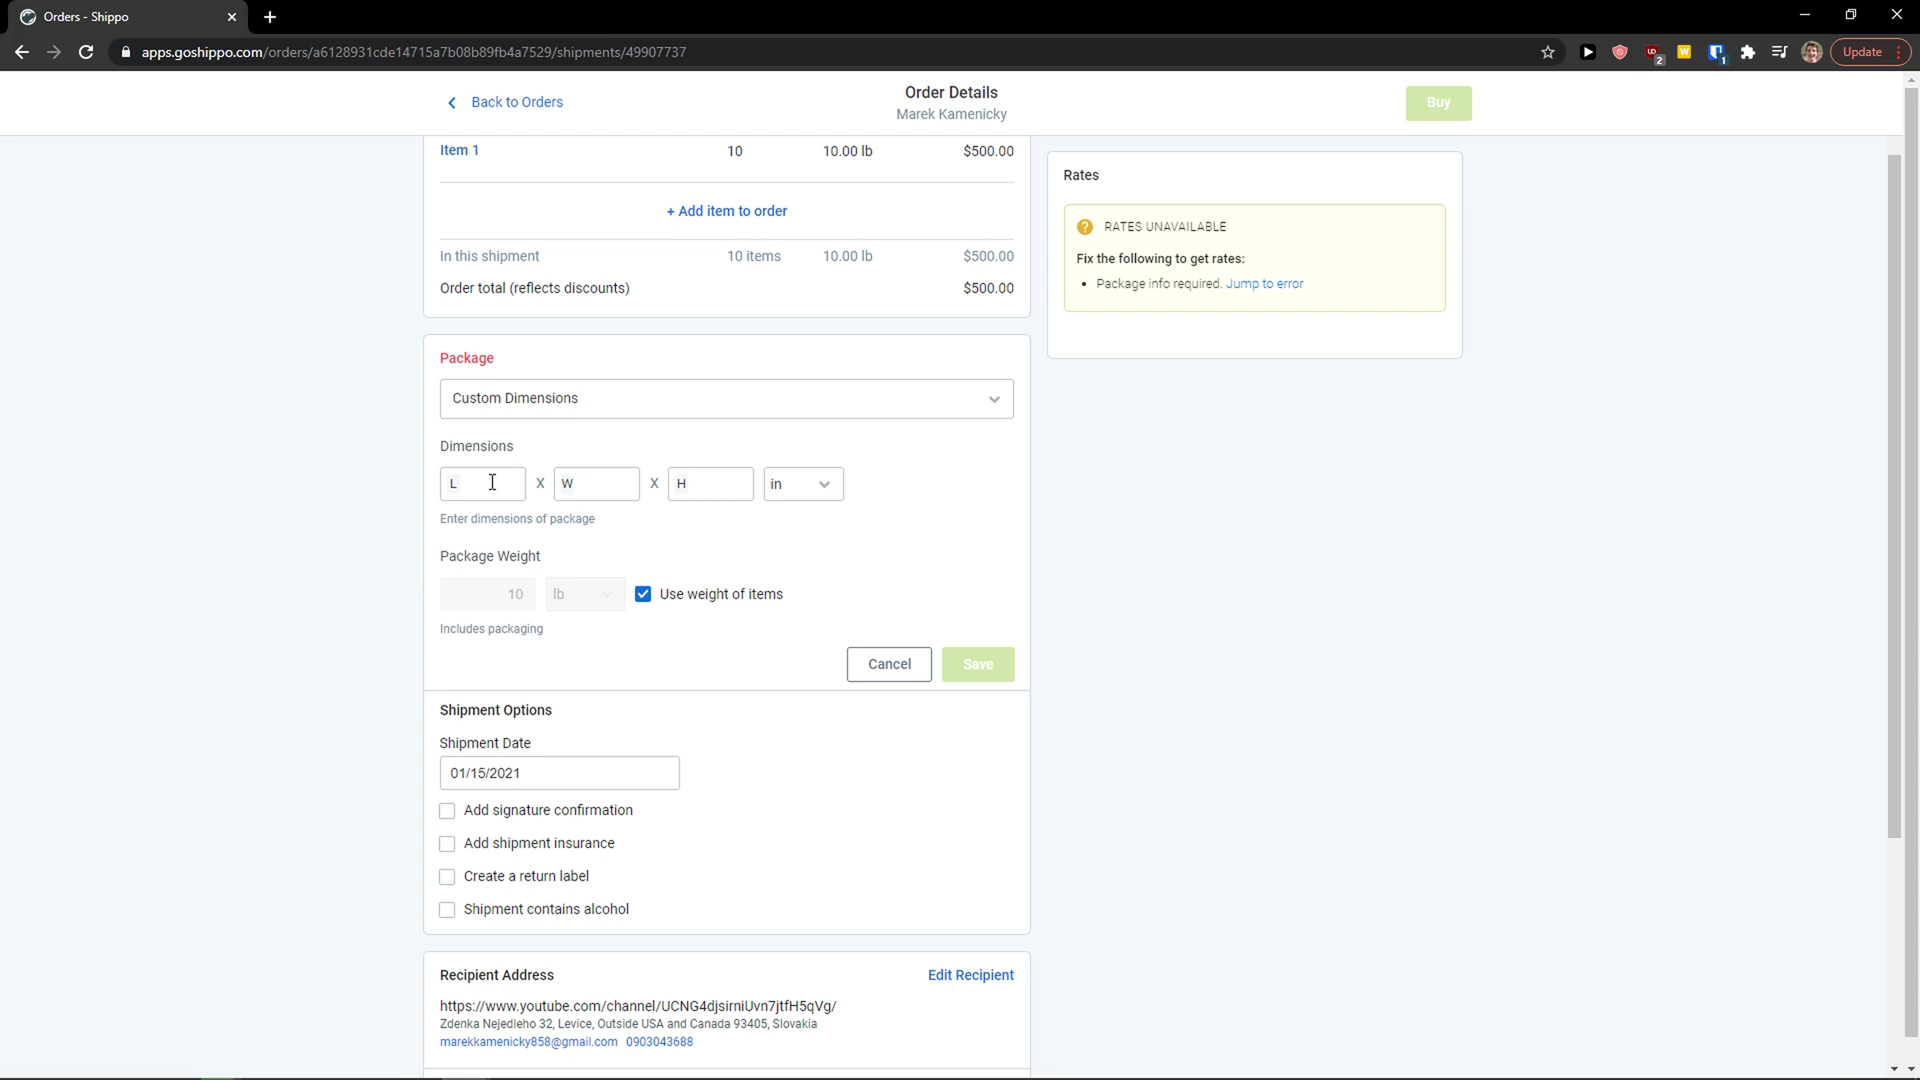 Orders - Shippo
apps.goshippo.com/orders/a6128931cde14715a7b08b89fb4a7529/shipments/49907737
Update
Back to Orders
Order Details
Marek Kamenicky
Buy
Item 1 10 10.00 lb $500.00
+ Add item to order
In this shipment 10 items 10.00 lb $500.00
Order total (reflects discounts) $500.00
Rates
RATES UNAVAILABLE
Fix the following to get rates:
• Package info required. Jump to error
Package
Custom Dimensions
Dimensions
L X W X H in
Enter dimensions of package
Package Weight
10 lb Use weight of items
Includes packaging
Cancel Save
Shipment Options
Shipment Date
01/15/2021
Add signature confirmation
Add shipment insurance
Create a return label
Shipment contains alcohol
Recipient Address Edit Recipient
https://www.youtube.com/channel/UCNG4djsirniUvn7jtfH5qVg/
Zdenka Nejedleho 32, Levice, Outside USA and Canada 93405, Slovakia
marekkamenicky858@gmail.com 0903043688